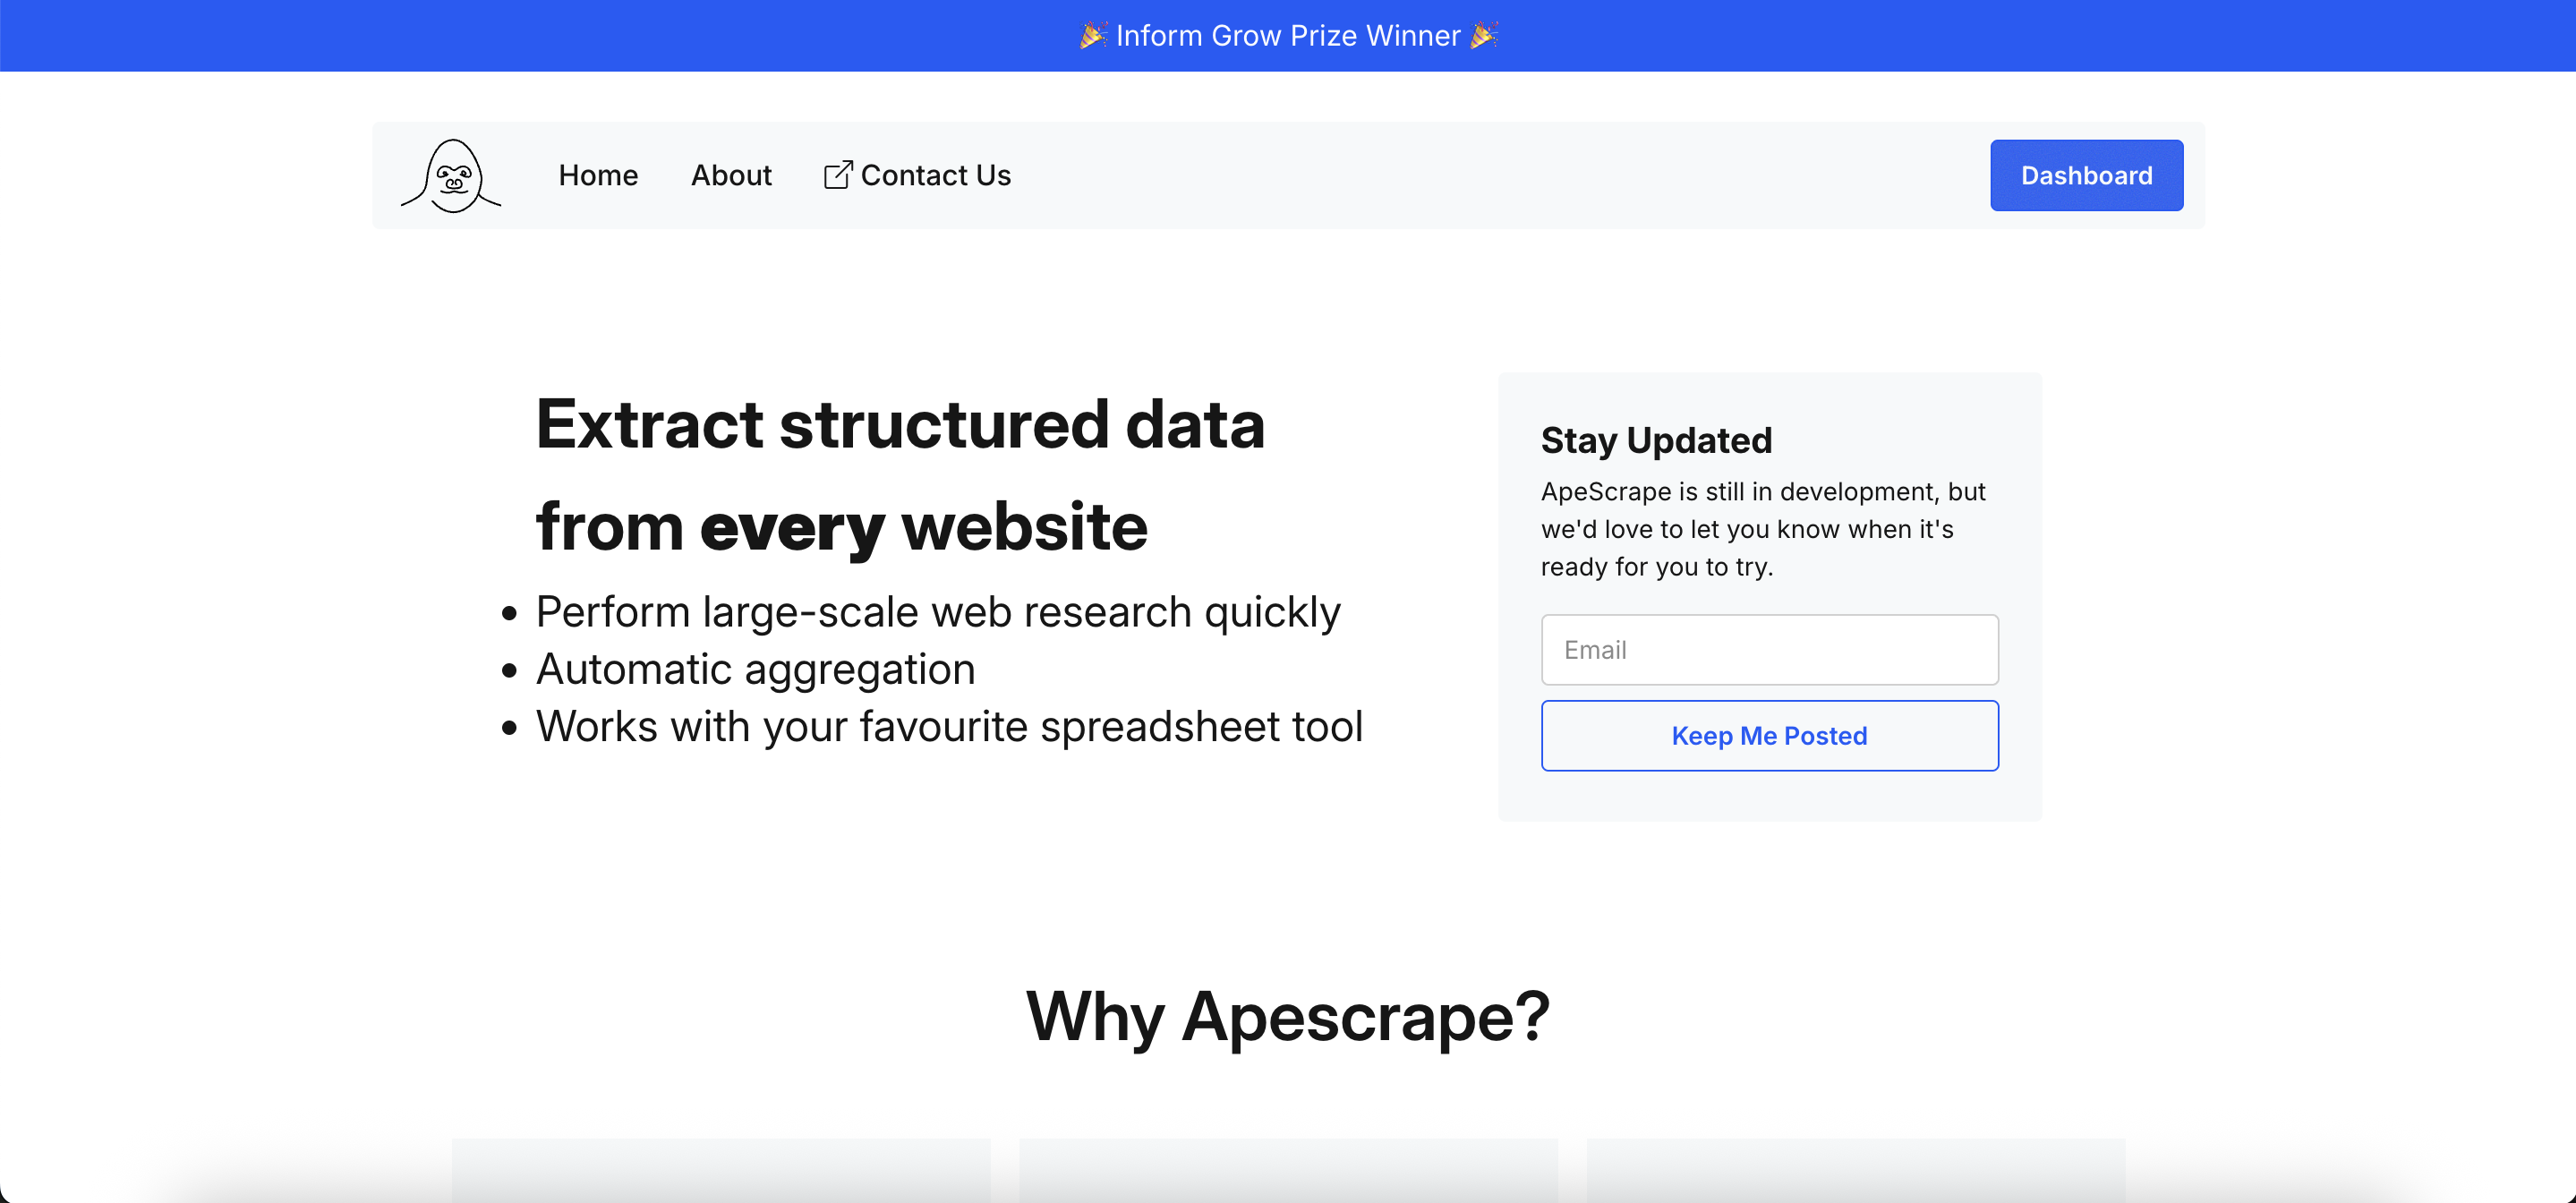 🎉 Inform Grow Prize Winner 🎉
Home
About
Contact Us
Dashboard
Extract structured data
from every website
• Perform large-scale web research quickly
• Automatic aggregation
• Works with your favourite spreadsheet tool
Stay Updated
ApeScrape is still in development, but
we'd love to let you know when it's
ready for you to try.
Email
Keep Me Posted
Why Apescrape?